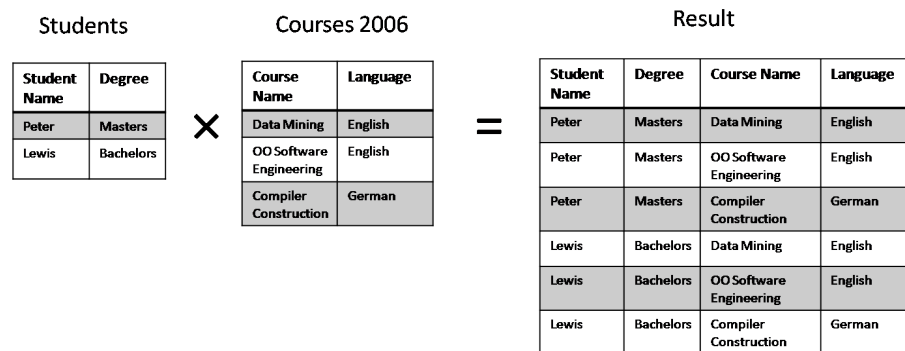 Students
Student Name Degree
Peter Masters
Lewis Bachelors
×
Courses 2006
Course Name Language
Data Mining English
OO Software Engineering English
Compiler Construction German
=
Result
Student Name Degree Course Name Language
Peter Masters Data Mining English
Peter Masters OO Software Engineering English
Peter Masters Compiler Construction German
Lewis Bachelors Data Mining English
Lewis Bachelors OO Software Engineering English
Lewis Bachelors Compiler Construction German